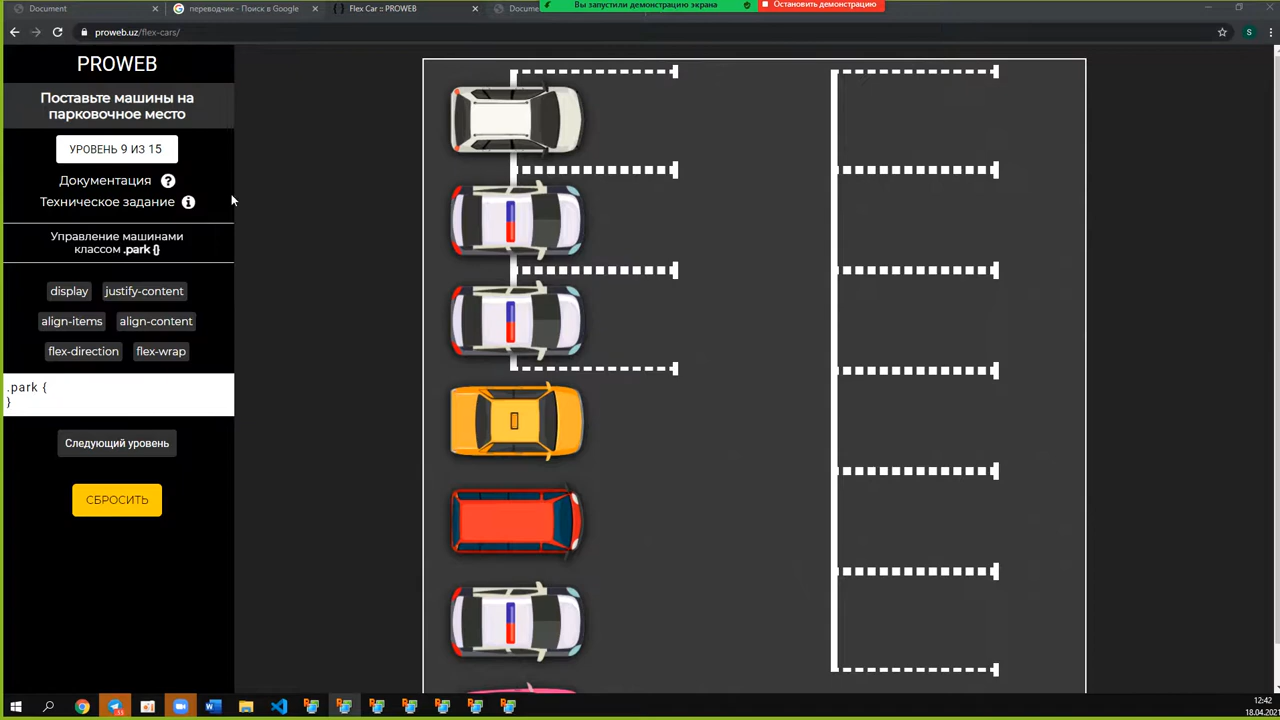 Document
переводчик - Поиск в Google
Flex Car :: PROWEB
Docume
Вы запустили демонстрацию экрана
Остановить демонстрацию
proweb.uz/flex-cars/
S
PROWEB
Поставьте машины на
парковочное место
УРОВЕНЬ 9 ИЗ 15
Документация ?
Техническое задание i
Управление машинами
классом .park {}
display justify-content
align-items align-content
flex-direction flex-wrap
.park {
}
Следующий уровень
СБРОСИТЬ
12:42
18.04.2021